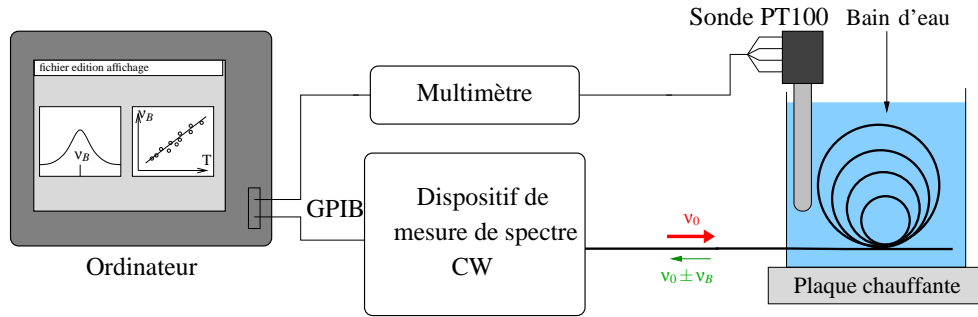 Sonde PT100
Bain d'eau
fichier edition affichage
Multimètre
ν_B
ν_B
T
GPIB
Dispositif de
mesure de spectre
CW
ν_0
ν_0 ± ν_B
Ordinateur
Plaque chauffante